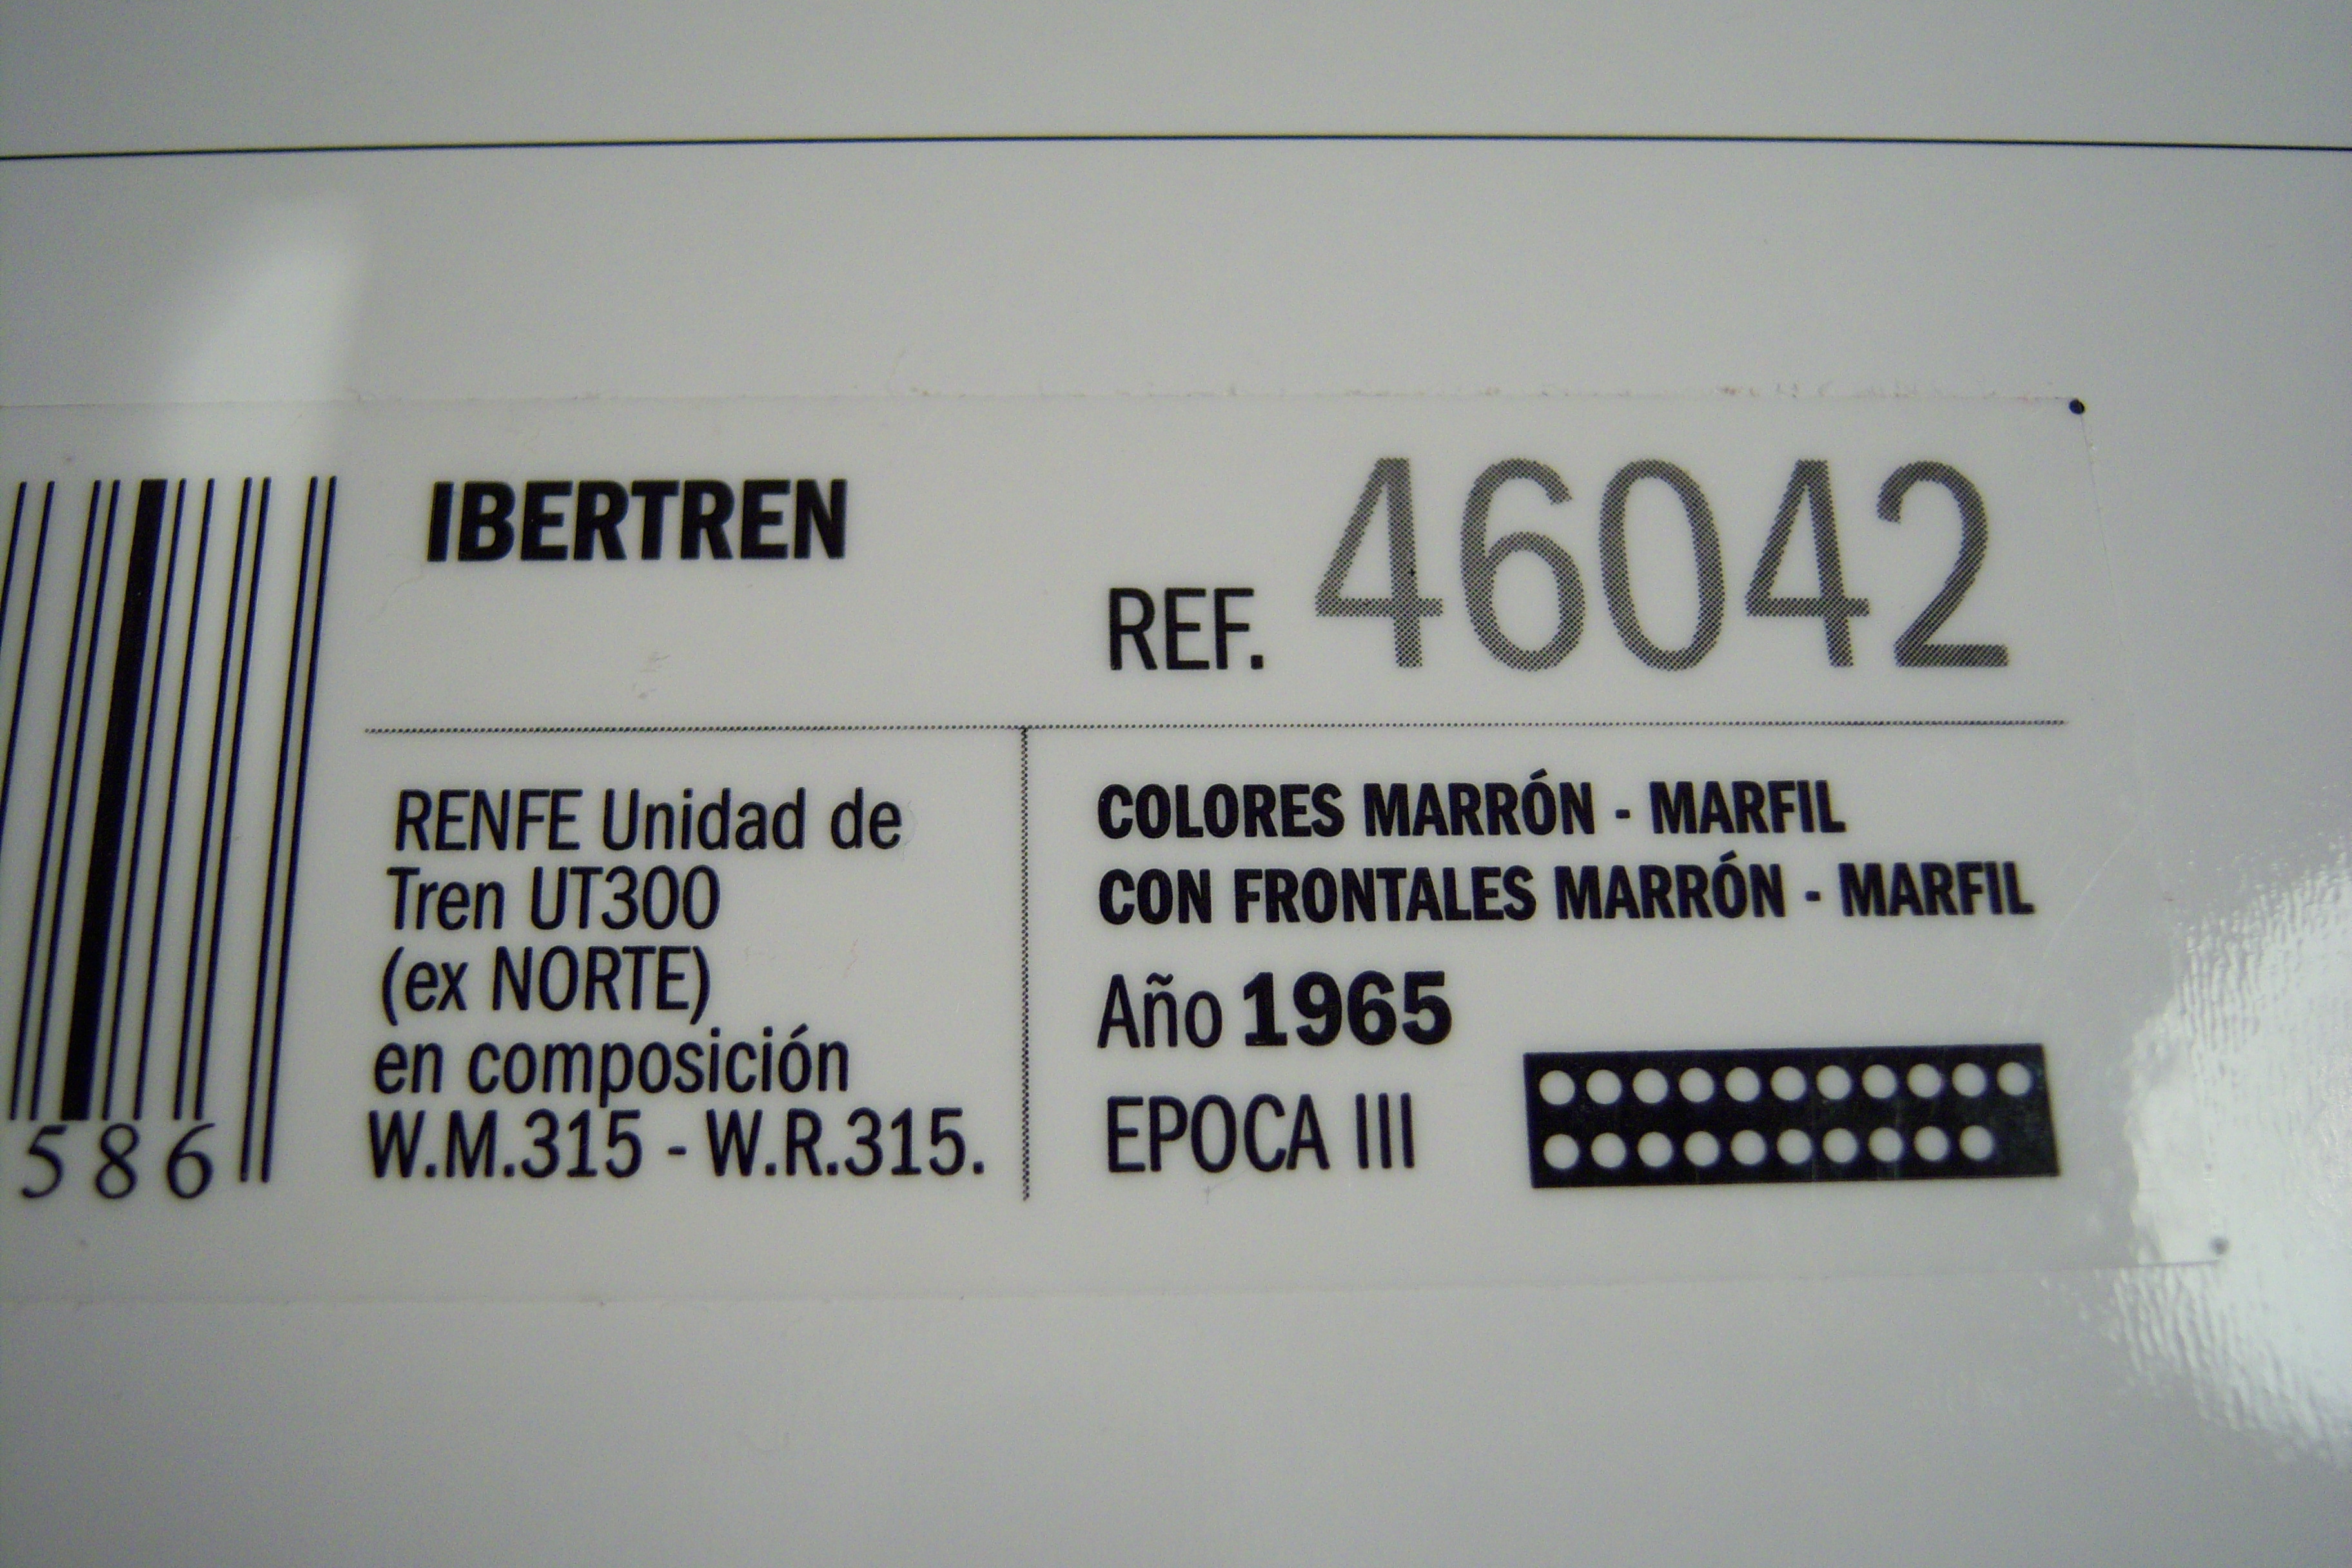 IBERTREN
REF. 46042
RENFE Unidad de
Tren UT300
(ex NORTE)
en composición
W.M.315 - W.R.315.
COLORES MARRÓN - MARFIL
CON FRONTALES MARRÓN - MARFIL
Año 1965
EPOCA III
586